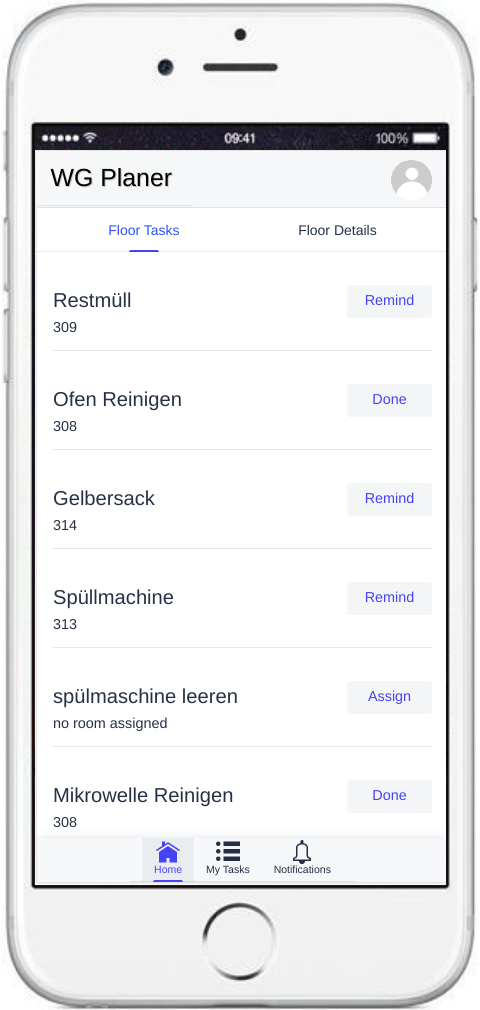 09:41 100%
WG Planer
Floor Tasks Floor Details
Restmüll Remind
309
Ofen Reinigen Done
308
Gelbersack Remind
314
Spüllmachine Remind
313
spülmaschine leeren Assign
no room assigned
Mikrowelle Reinigen Done
308
Home My Tasks Notifications